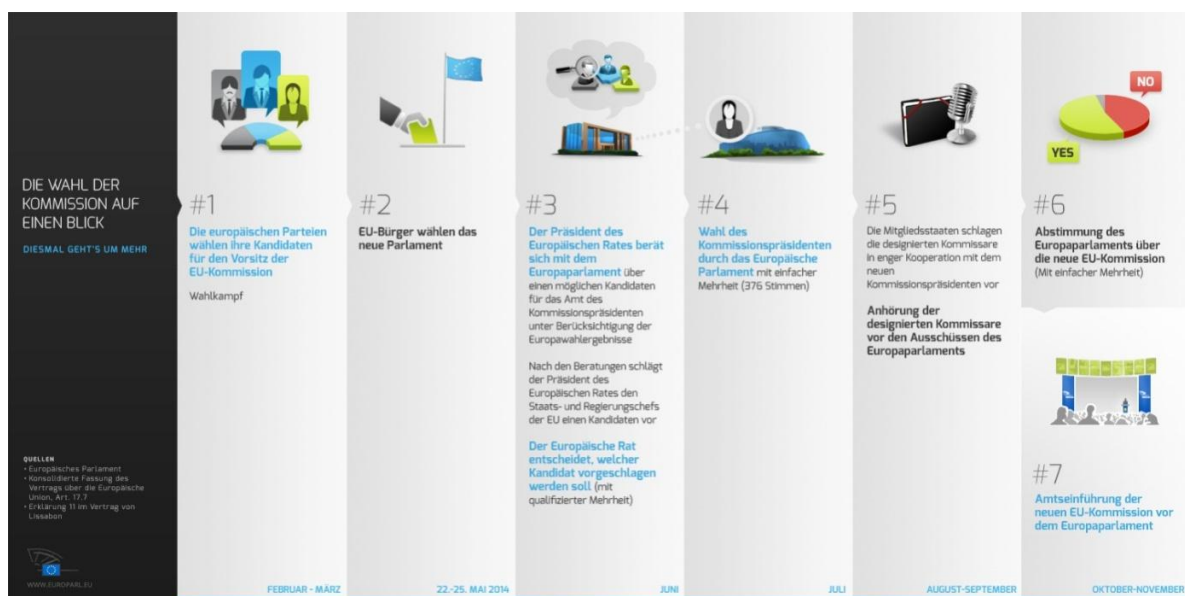 DIE WAHL DER
KOMMISSION AUF
EINEN BLICK
DIESMAL GEHT'S UM MEHR
QUELLEN
• Europäisches Parlament
• Konsolidierte Fassung des
Vertrags über die Europäische
Union, Art. 17.7
• Erklärung 11 im Vertrag von
Lissabon
WWW.EUROPARL.EU
#1
Die europäischen Parteien
wählen ihre Kandidaten
für den Vorsitz der
EU-Kommission
Wahlkampf
FEBRUAR - MÄRZ
#2
EU-Bürger wählen das
neue Parlament
22.-25. MAI 2014
#3
Der Präsident des
Europäischen Rates berät
sich mit dem
Europaparlament über
einen möglichen Kandidaten
für das Amt des
Kommissionspräsidenten
unter Berücksichtigung der
Europawahlergebnisse
Nach den Beratungen schlägt
der Präsident des
Europäischen Rates den
Staats- und Regierungschefs
der EU einen Kandidaten vor
Der Europäische Rat
entscheidet, welcher
Kandidat vorgeschlagen
werden soll (mit
qualifizierter Mehrheit)
JUNI
#4
Wahl des
Kommissionspräsidenten
durch das Europäische
Parlament mit einfacher
Mehrheit (376 Stimmen)
JULI
#5
Die Mitgliedsstaaten schlagen
die designierten Kommissare
in enger Kooperation mit dem
neuen
Kommissionspräsidenten vor
Anhörung der
designierten Kommissare
vor den Ausschüssen des
Europaparlaments
AUGUST-SEPTEMBER
NO
YES
#6
Abstimmung des
Europaparlaments über
die neue EU-Kommission
(Mit einfacher Mehrheit)
#7
Amtseinführung der
neuen EU-Kommission vor
dem Europaparlament
OKTOBER-NOVEMBER